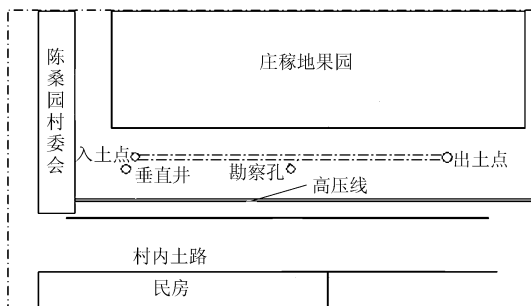 陈桑园村委会
庄稼地果园
入土点
出土点
垂直井
勘察孔
高压线
村内土路
民房